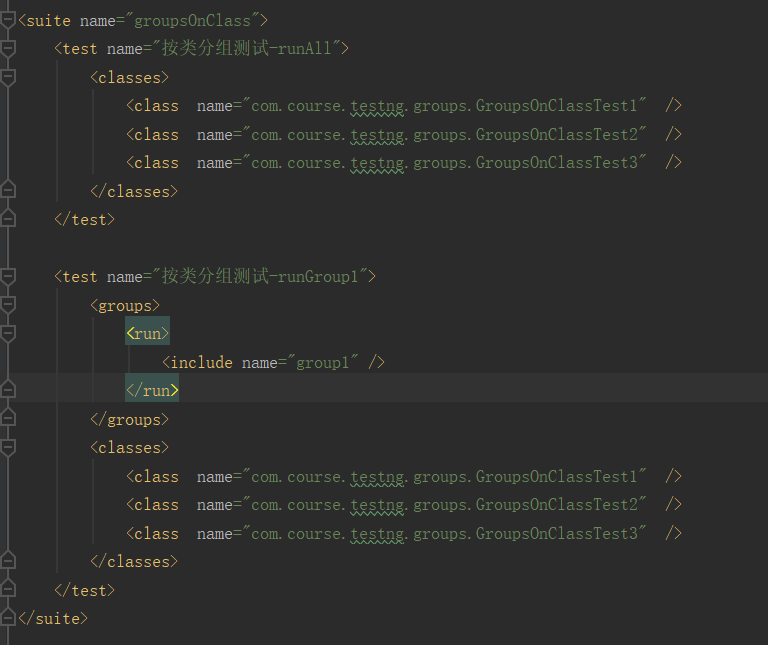 <suite name="groupsOnClass">
<test name="按类分组测试-runAll">
<classes>
<class  name="com.course.testng.groups.GroupsOnClassTest1"  />
<class  name="com.course.testng.groups.GroupsOnClassTest2"  />
<class  name="com.course.testng.groups.GroupsOnClassTest3"  />
</classes>
</test>
<test name="按类分组测试-runGroup1">
<groups>
<run>
<include name="group1" />
</run>
</groups>
<classes>
<class  name="com.course.testng.groups.GroupsOnClassTest1"  />
<class  name="com.course.testng.groups.GroupsOnClassTest2"  />
<class  name="com.course.testng.groups.GroupsOnClassTest3"  />
</classes>
</test>
</suite>